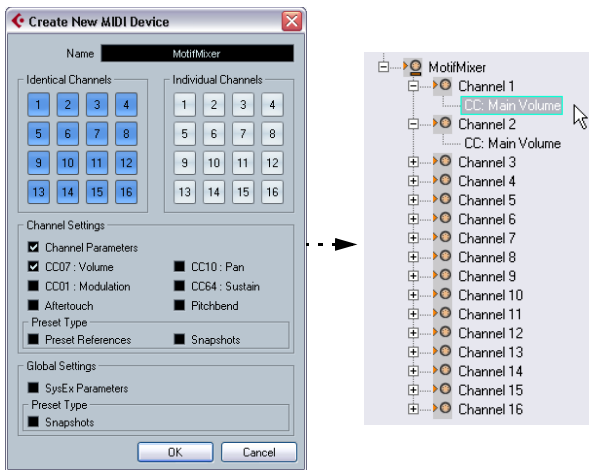 Create New MIDI Device
Name MotifMixer
Identical Channels
1 2 3 4
5 6 7 8
9 10 11 12
13 14 15 16
Individual Channels
1 2 3 4
5 6 7 8
9 10 11 12
13 14 15 16
Channel Settings
Channel Parameters
CC07 : Volume CC10 : Pan
CC01 : Modulation CC64 : Sustain
Aftertouch Pitchbend
Preset Type
Preset References Snapshots
Global Settings
SysEx Parameters
Preset Type
Snapshots
OK Cancel
MotifMixer
Channel 1
CC: Main Volume
Channel 2
CC: Main Volume
Channel 3
Channel 4
Channel 5
Channel 6
Channel 7
Channel 8
Channel 9
Channel 10
Channel 11
Channel 12
Channel 13
Channel 14
Channel 15
Channel 16